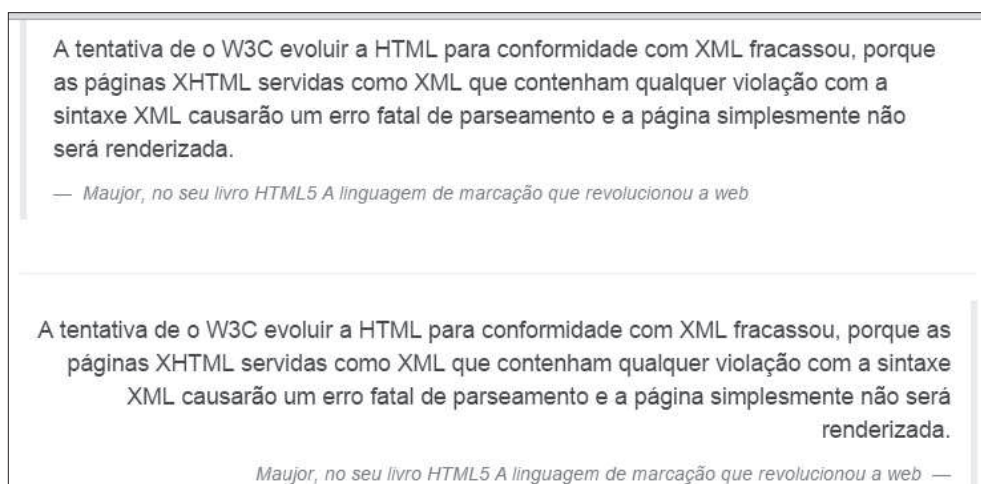 A tentativa de o W3C evoluir a HTML para conformidade com XML fracassou, porque
as páginas XHTML servidas como XML que contenham qualquer violação com a
sintaxe XML causarão um erro fatal de parseamento e a página simplesmente não
será renderizada.
— Maujor, no seu livro HTML5 A linguagem de marcação que revolucionou a web
A tentativa de o W3C evoluir a HTML para conformidade com XML fracassou, porque as
páginas XHTML servidas como XML que contenham qualquer violação com a sintaxe
XML causarão um erro fatal de parseamento e a página simplesmente não será
renderizada.
Maujor, no seu livro HTML5 A linguagem de marcação que revolucionou a web —